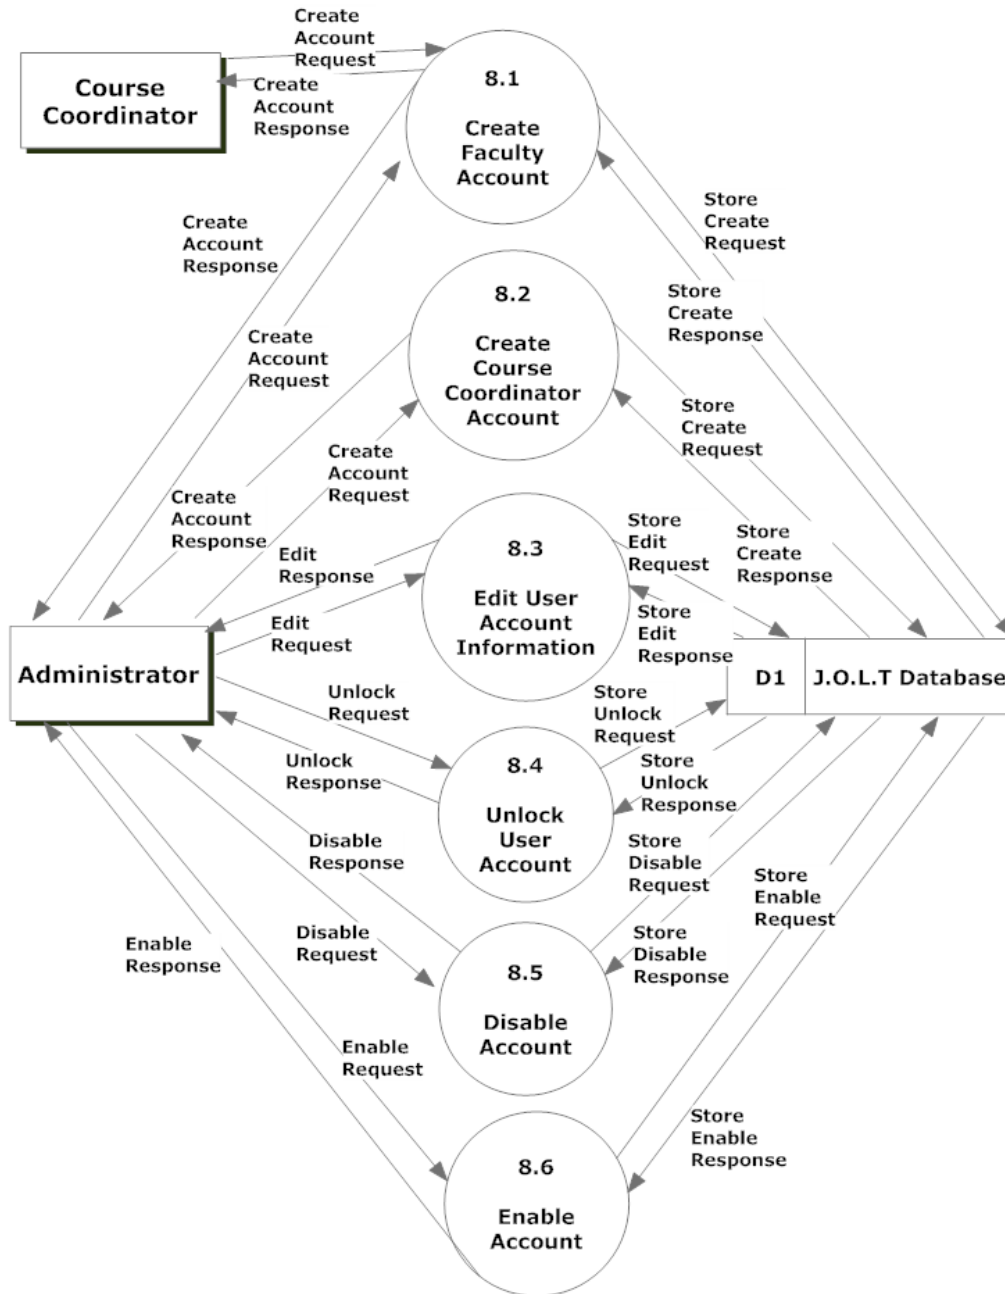 Create
Account
Request
Course
Coordinator
Create
Account
Response
8.1
Create
Faculty
Account
Create
Account
Response
Store
Create
Request
Create
Account
Request
Store
Create
Response
8.2
Create
Course
Coordinator
Account
Create
Account
Request
Store
Create
Request
Create
Account
Response
Store
Create
Response
Edit
Response
Edit
Request
8.3
Edit User
Account
Information
Store
Edit
Request
Store
Edit
Response
Administrator
D1
J.O.L.T Database
Unlock
Request
Unlock
Response
8.4
Unlock
User
Account
Store
Unlock
Request
Store
Unlock
Response
Disable
Response
Disable
Request
8.5
Disable
Account
Store
Disable
Request
Store
Disable
Response
Enable
Response
Enable
Request
Store
Enable
Request
Store
Enable
Response
8.6
Enable
Account